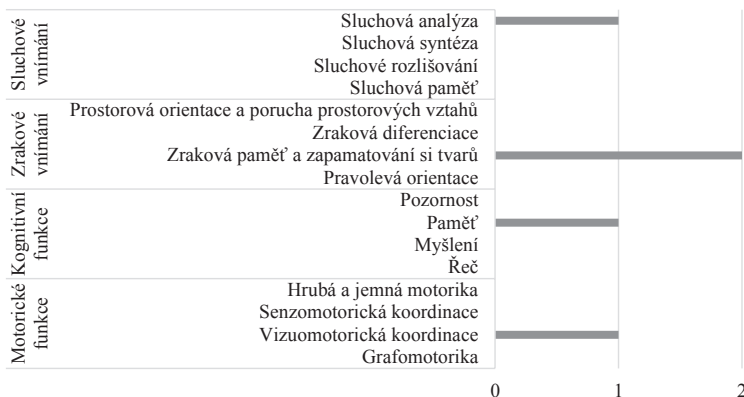 Sluchové
vnímání
Sluchová analýza
Sluchová syntéza
Sluchové rozlišování
Sluchová paměť
Zrakové
vnímání
Prostorová orientace a porucha prostorových vztahů
Zraková diferenciace
Zraková paměť a zapamatování si tvarů
Pravolevá orientace
Kognitivní
funkce
Pozornost
Paměť
Myšlení
Řeč
Motorické
funkce
Hrubá a jemná motorika
Senzomotorická koordinace
Vizuomotorická koordinace
Grafomotorika
0 1 2